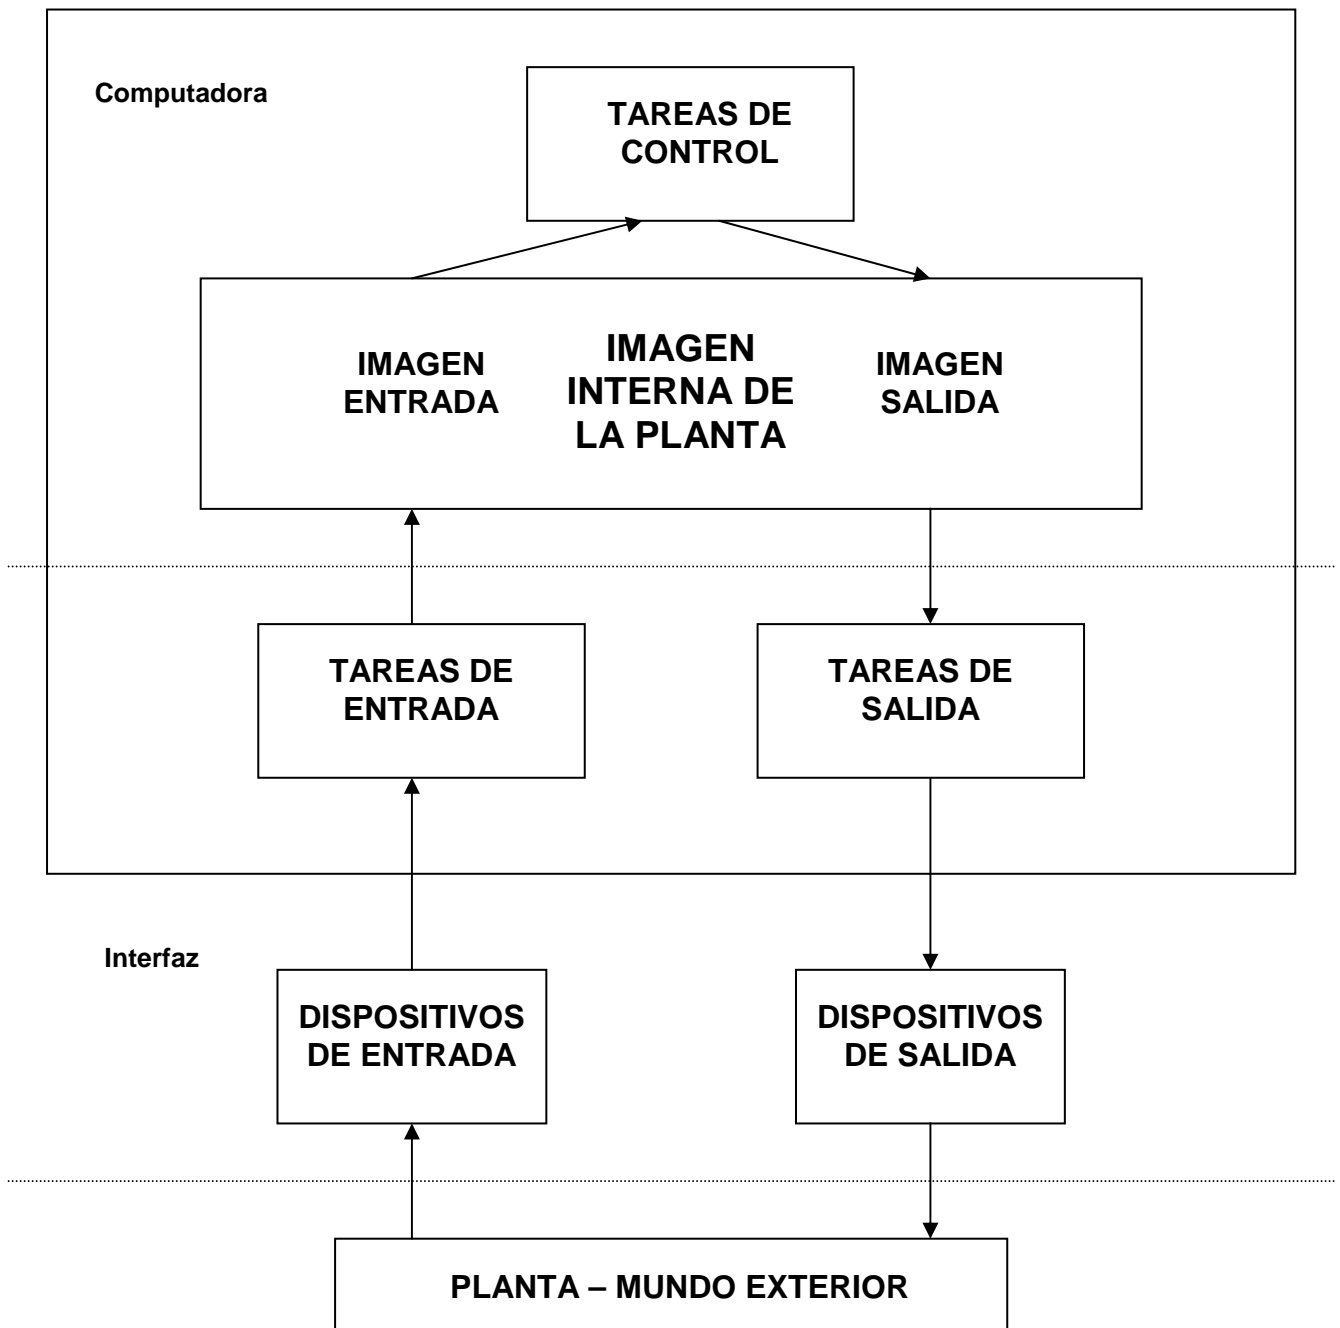 Computadora
TAREAS DE
CONTROL
IMAGEN
ENTRADA
IMAGEN
INTERNA DE
LA PLANTA
IMAGEN
SALIDA
TAREAS DE
ENTRADA
TAREAS DE
SALIDA
Interfaz
DISPOSITIVOS
DE ENTRADA
DISPOSITIVOS
DE SALIDA
PLANTA – MUNDO EXTERIOR